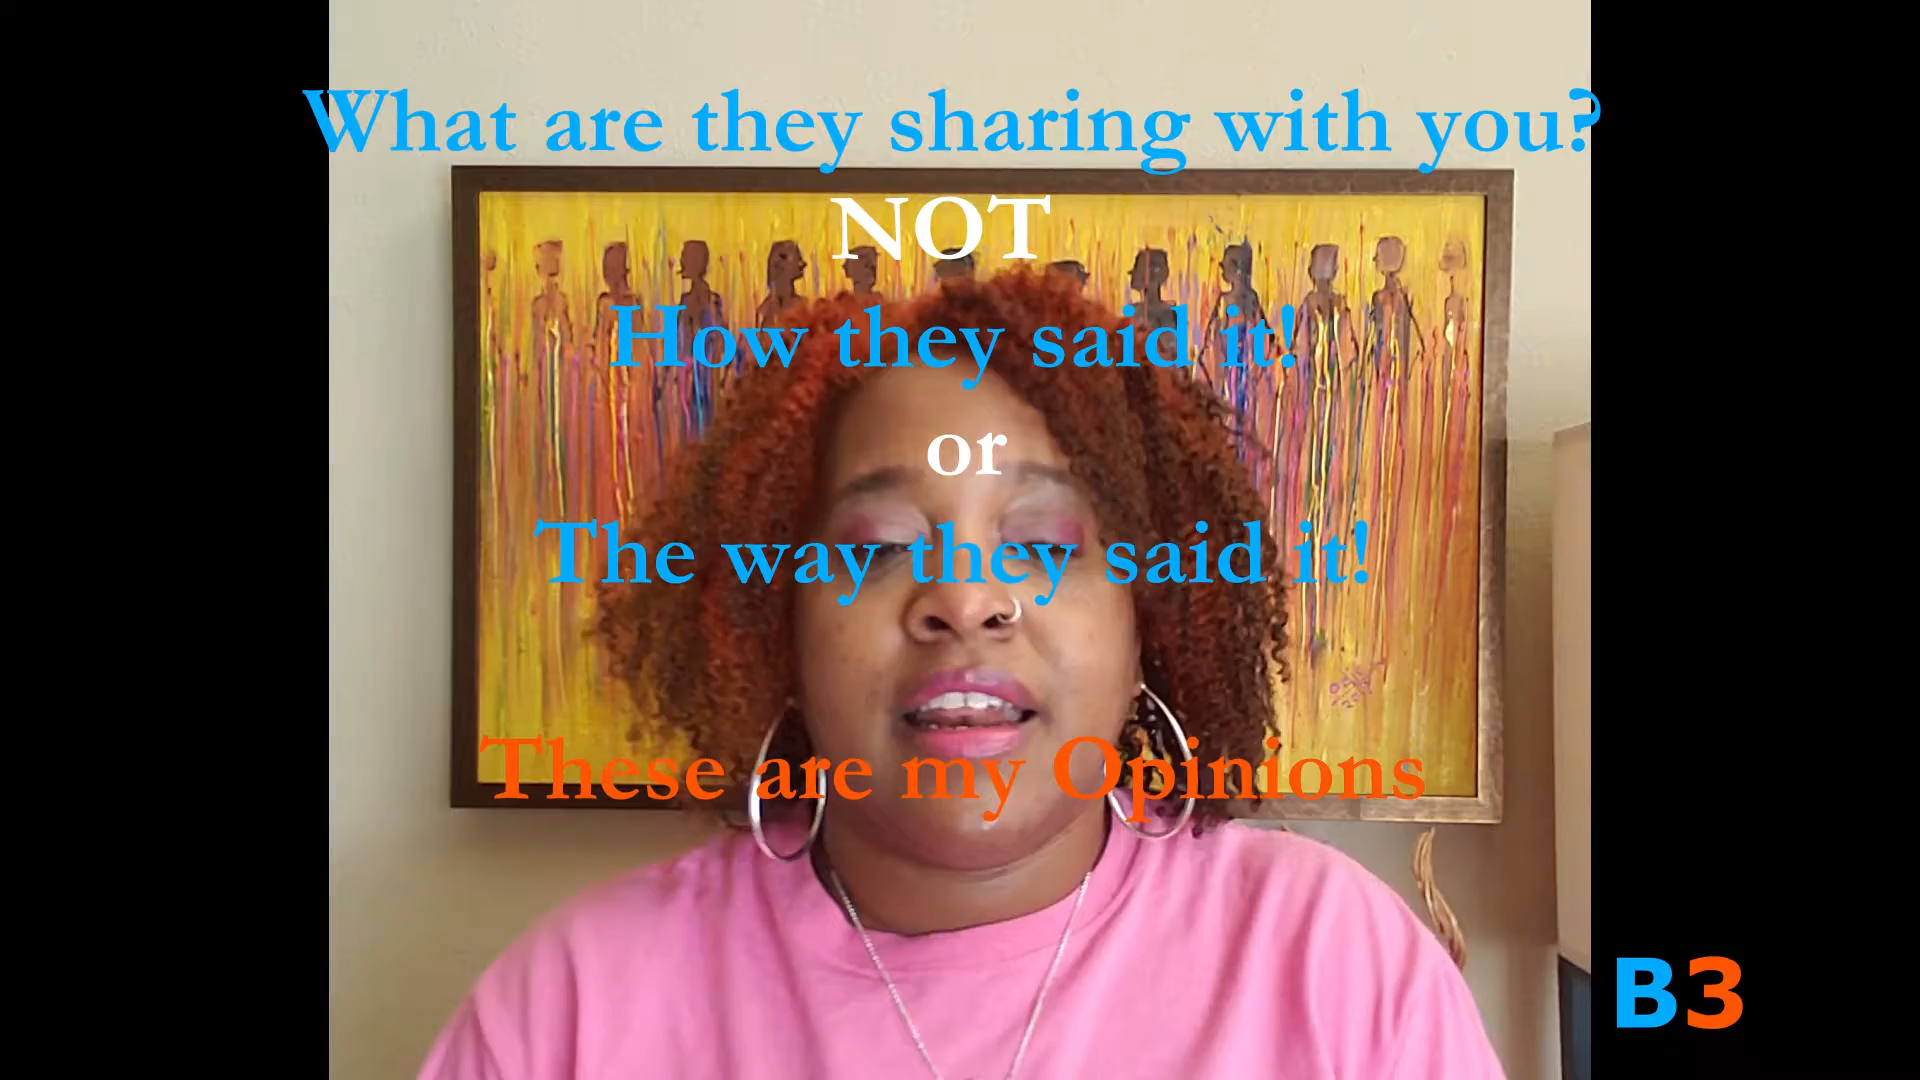 What are they sharing with you?
NOT
How they said it!
or
The way they said it!
These are my Opinions
B3